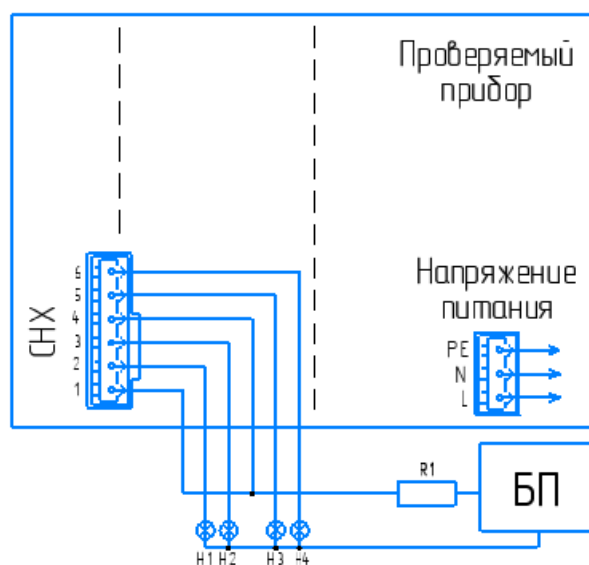 Проверяемый
прибор
Напряжение
питания
СНХ
6
5
4
3
2
1
PE
N
L
R1
БП
H1 H2 H3 H4